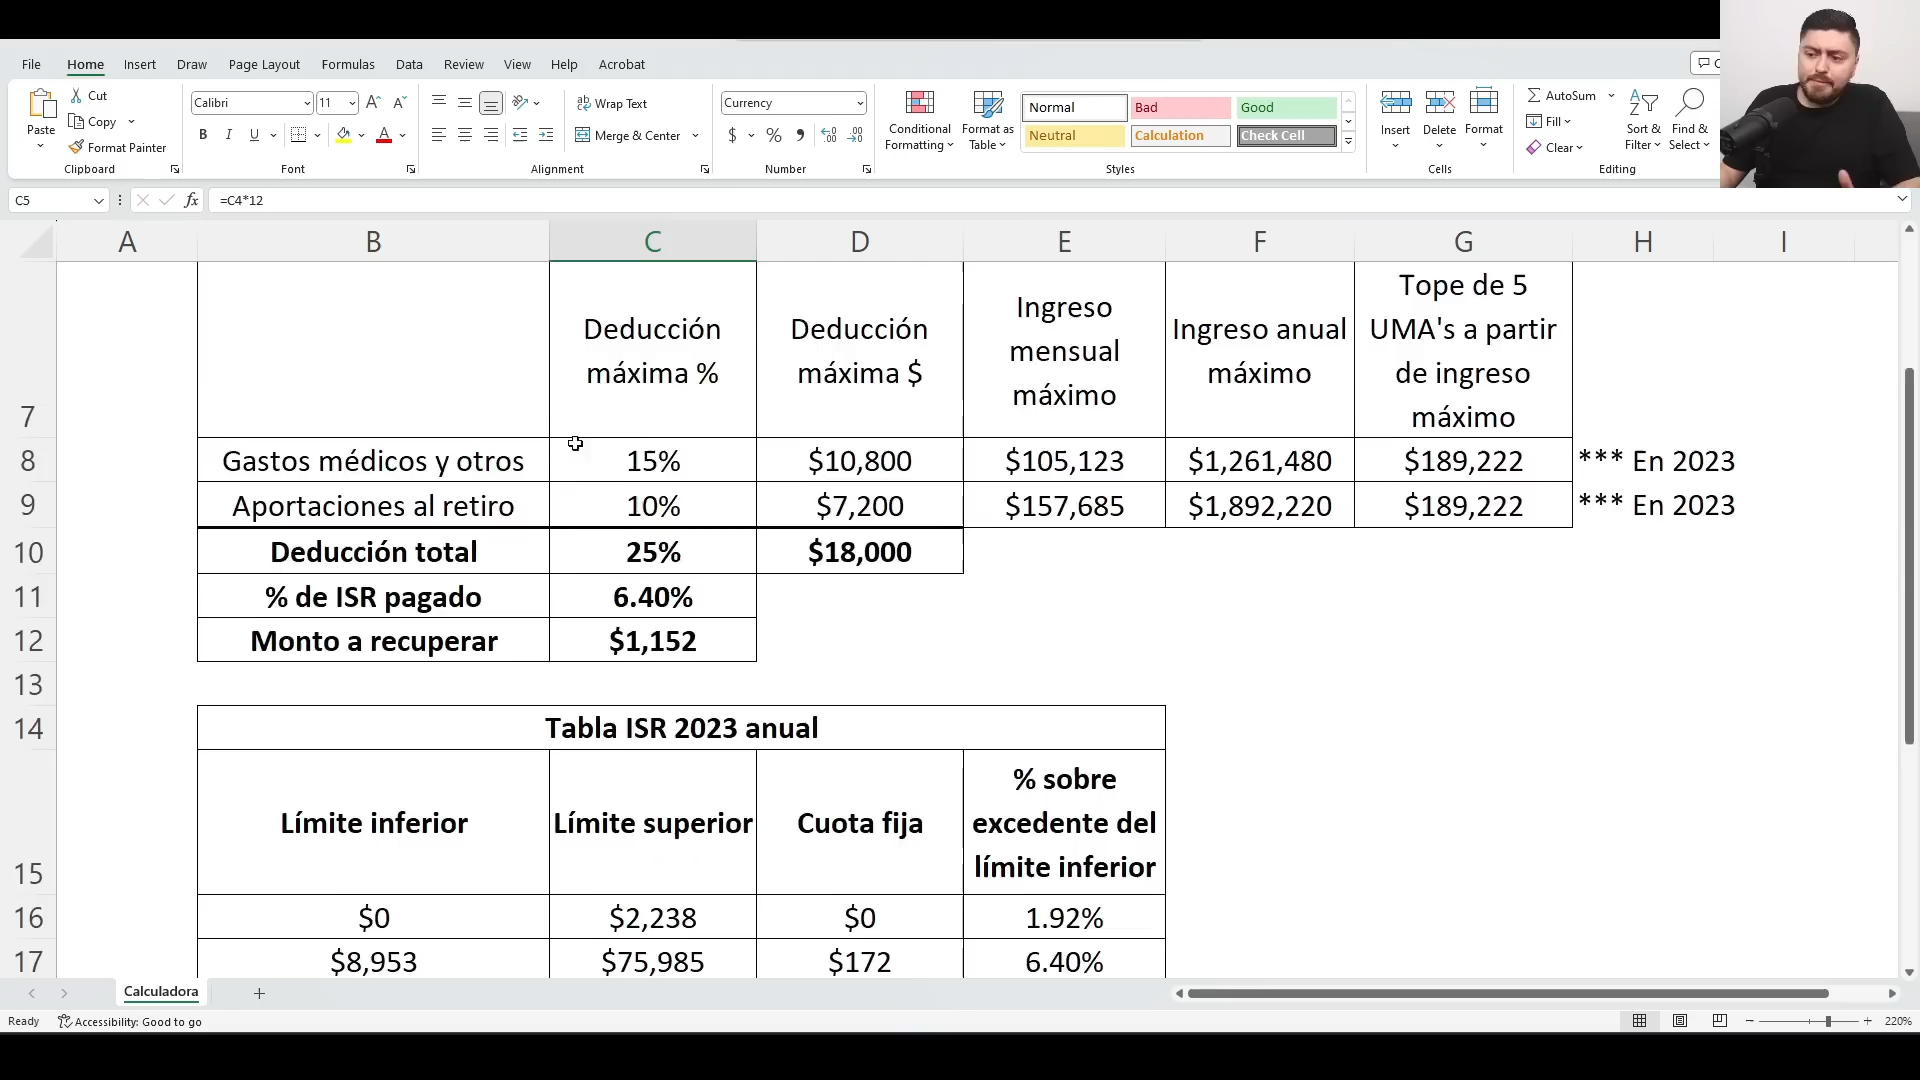 File Home Insert Draw Page Layout Formulas Data Review View Help Acrobat
Paste
Cut
Copy
Format Painter
Clipboard
Calibri 11
B I U
Font
Wrap Text
Merge & Center
Alignment
Currency
$ % ,
Number
Conditional
Formatting
Format as
Table
Normal Bad Good
Neutral Calculation Check Cell
Styles
Insert Delete Format
Cells
AutoSum
Fill
Clear
Sort &
Filter
Find &
Select
Editing
C5 fx =C4*12
A B C D E F G H I
7 Deducción
máxima %
Deducción
máxima $
Ingreso
mensual
máximo
Ingreso anual
máximo
Tope de 5
UMA's a partir
de ingreso
máximo
8 Gastos médicos y otros 15% $10,800 $105,123 $1,261,480 $189,222 *** En 2023
9 Aportaciones al retiro 10% $7,200 $157,685 $1,892,220 $189,222 *** En 2023
10 Deducción total 25% $18,000
11 % de ISR pagado 6.40%
12 Monto a recuperar $1,152
13
14 Tabla ISR 2023 anual
15 Límite inferior Límite superior Cuota fija
% sobre
excedente del
límite inferior
16 $0 $2,238 $0 1.92%
17 $8,953 $75,985 $172 6.40%
Calculadora
Ready Accessibility: Good to go 220%